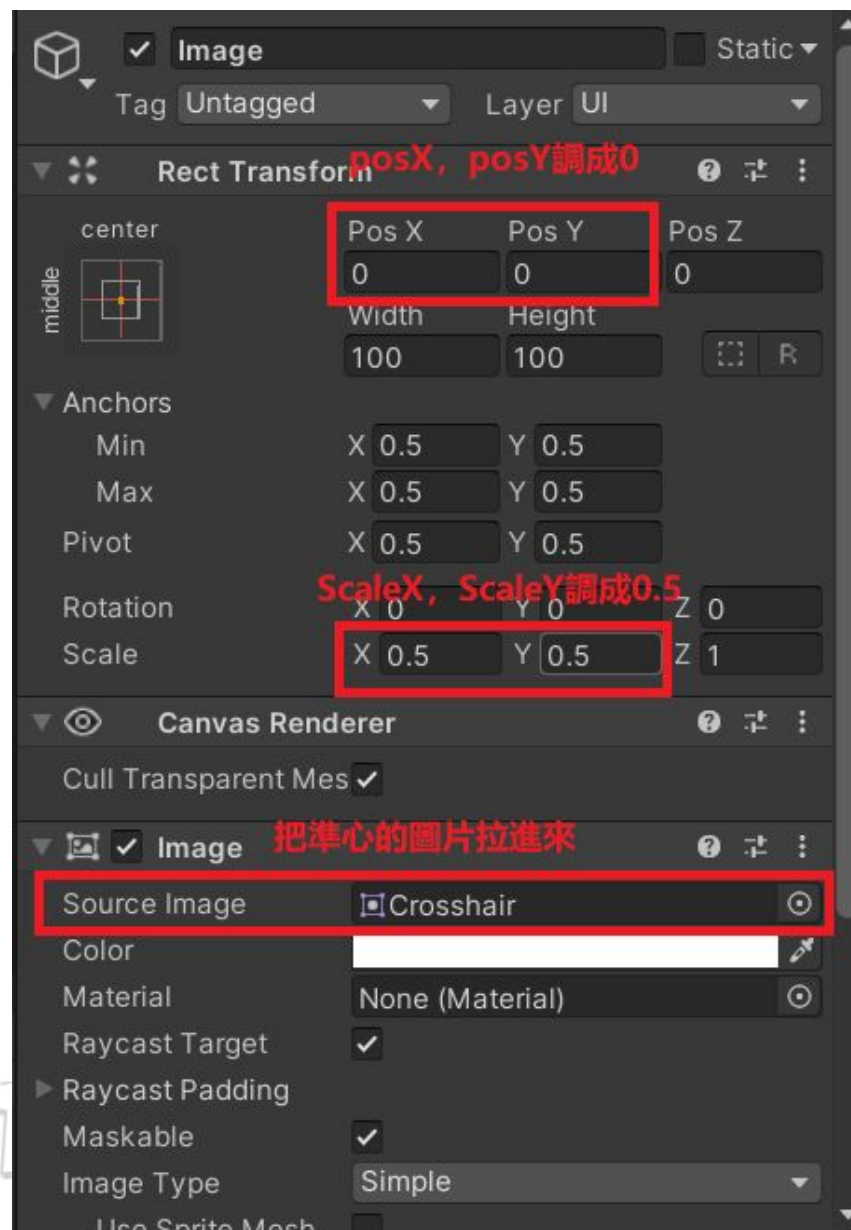 Image Static
Tag Untagged Layer UI
Rect Transform posX，posY調成0
center Pos X Pos Y Pos Z
middle 0 0 0
Width Height
100 100 R
Anchors
Min X 0.5 Y 0.5
Max X 0.5 Y 0.5
Pivot X 0.5 Y 0.5
ScaleX，ScaleY調成0.5
Rotation X 0 Y 0 Z 0
Scale X 0.5 Y 0.5 Z 1
Canvas Renderer
Cull Transparent Mes
Image 把準心的圖片拉進來
Source Image Crosshair
Color
Material None (Material)
Raycast Target
Raycast Padding
Maskable
Image Type Simple
Use Sprite Mesh